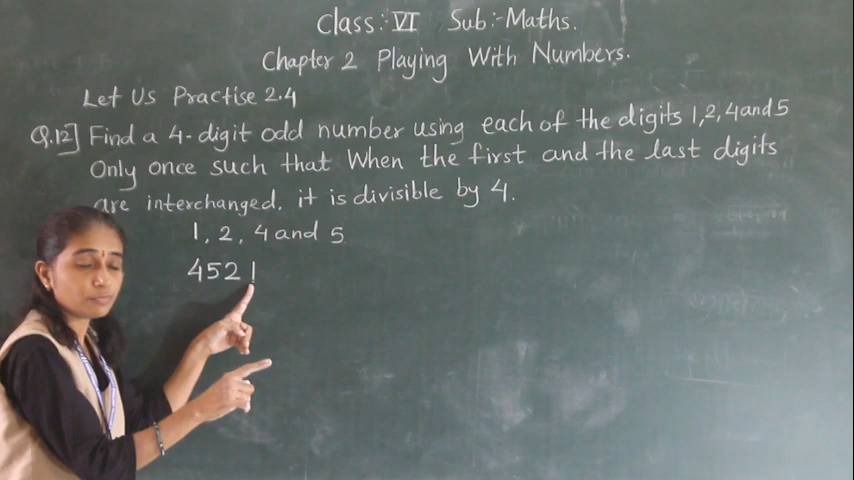 Class:- VI Sub:- Maths.
Chapter 2 Playing With Numbers.
Let Us Practise 2.4
Q.12] Find a 4-digit odd number using each of the digits 1,2,4 and 5
Only once such that When the first and the last digits
are interchanged, it is divisible by 4.
1, 2, 4 and 5
4521